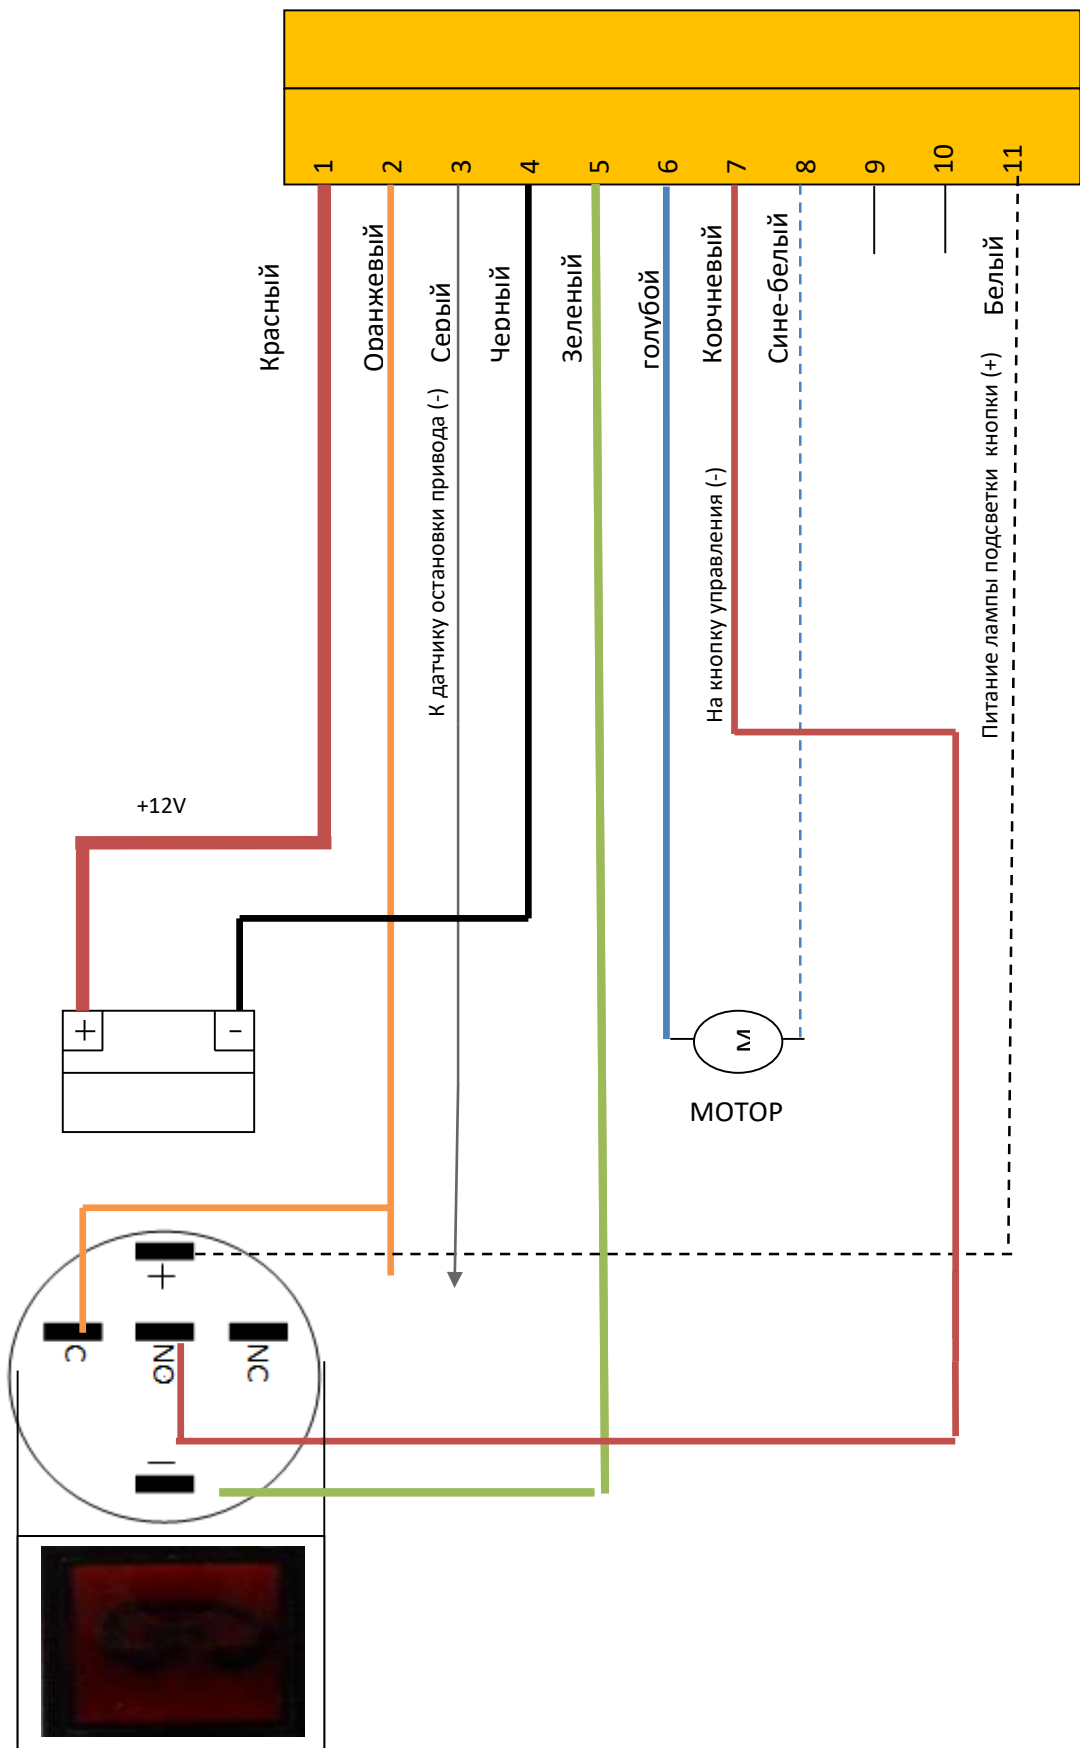 1
2
3
4
5
6
7
8
9
10
11
Красный
Оранжевый
Серый
Черный
Зеленый
голубой
Корчневый
Сине-белый
Белый
К датчику остановки привода (-)
На кнопку управления (-)
Питание лампы подсветки кнопки (+)
+12V
+
-
М
МОТОР
+
C
NO
NC
—